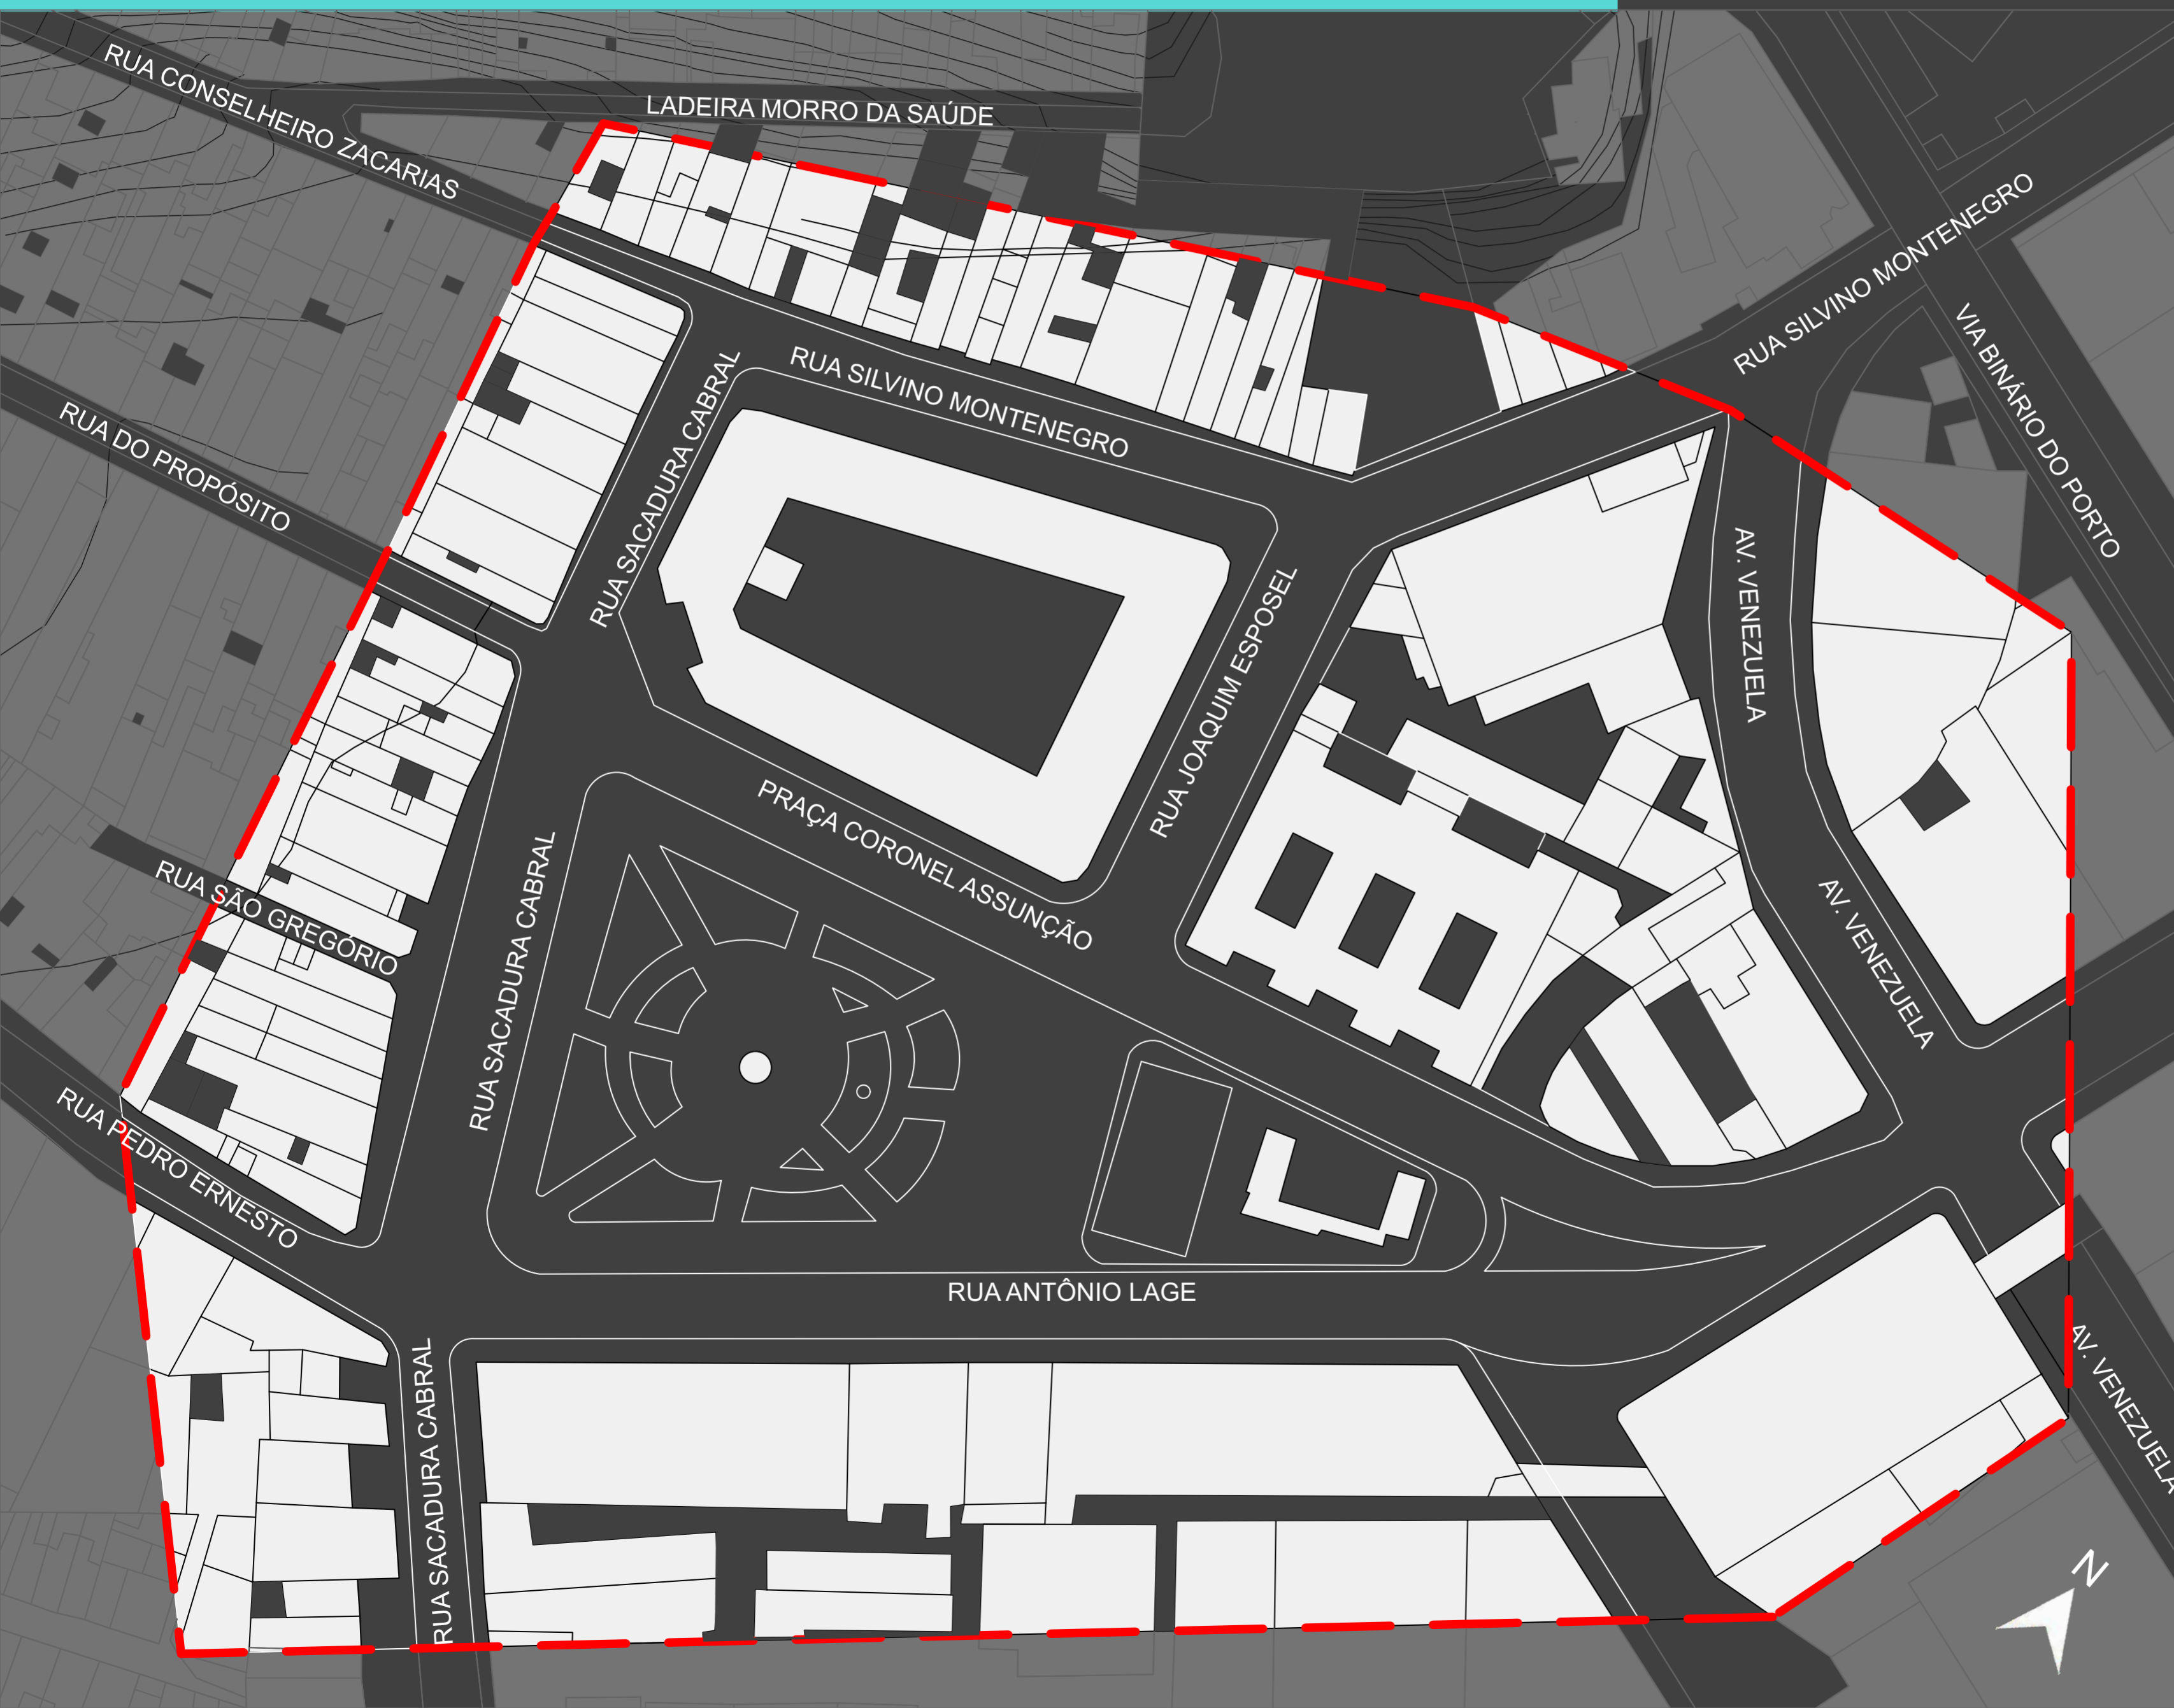 RUA CONSELHEIRO ZACARIAS
LADEIRA MORRO DA SAÚDE
RUA SILVINO MONTENEGRO
VIA BINÁRIO DO PORTO
RUA SILVINO MONTENEGRO
RUA SACADURA CABRAL
RUA DO PROPÓSITO
AV. VENEZUELA
RUA JOAQUIM ESPOSEL
PRAÇA CORONEL ASSUNÇÃO
RUA SACADURA CABRAL
RUA SÃO GREGÓRIO
AV. VENEZUELA
RUA PEDRO ERNESTO
RUA ANTÔNIO LAGE
RUA SACADURA CABRAL
AV. VENEZUELA
N